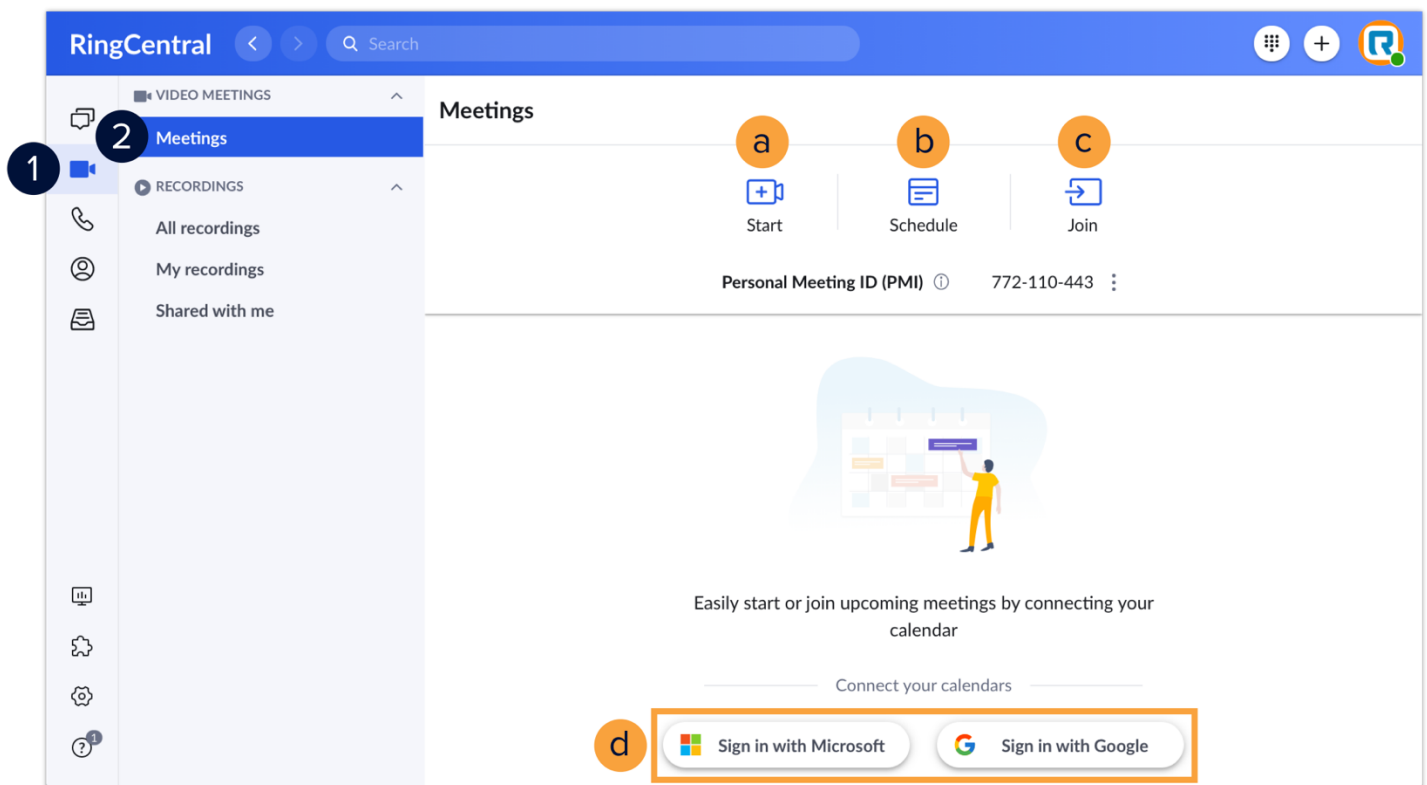 RingCentral
Search
VIDEO MEETINGS
Meetings
2
Meetings
1
RECORDINGS
All recordings
My recordings
Shared with me
a
b
c
Start
Schedule
Join
Personal Meeting ID (PMI)
772-110-443
Easily start or join upcoming meetings by connecting your
calendar
Connect your calendars
d
Sign in with Microsoft
Sign in with Google
1